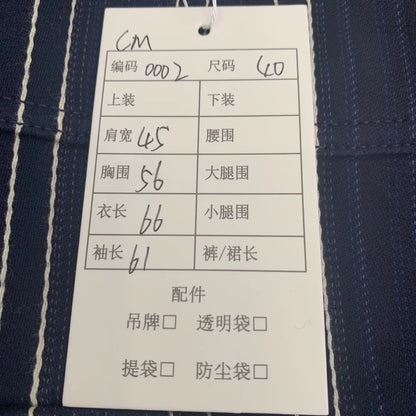 CM
编码 0002 尺码 40
上装 下装
肩宽 45 腰围
胸围 56 大腿围
衣长 66 小腿围
袖长 61 裤/裙长
配件
吊牌□ 透明袋□
提袋□ 防尘袋□